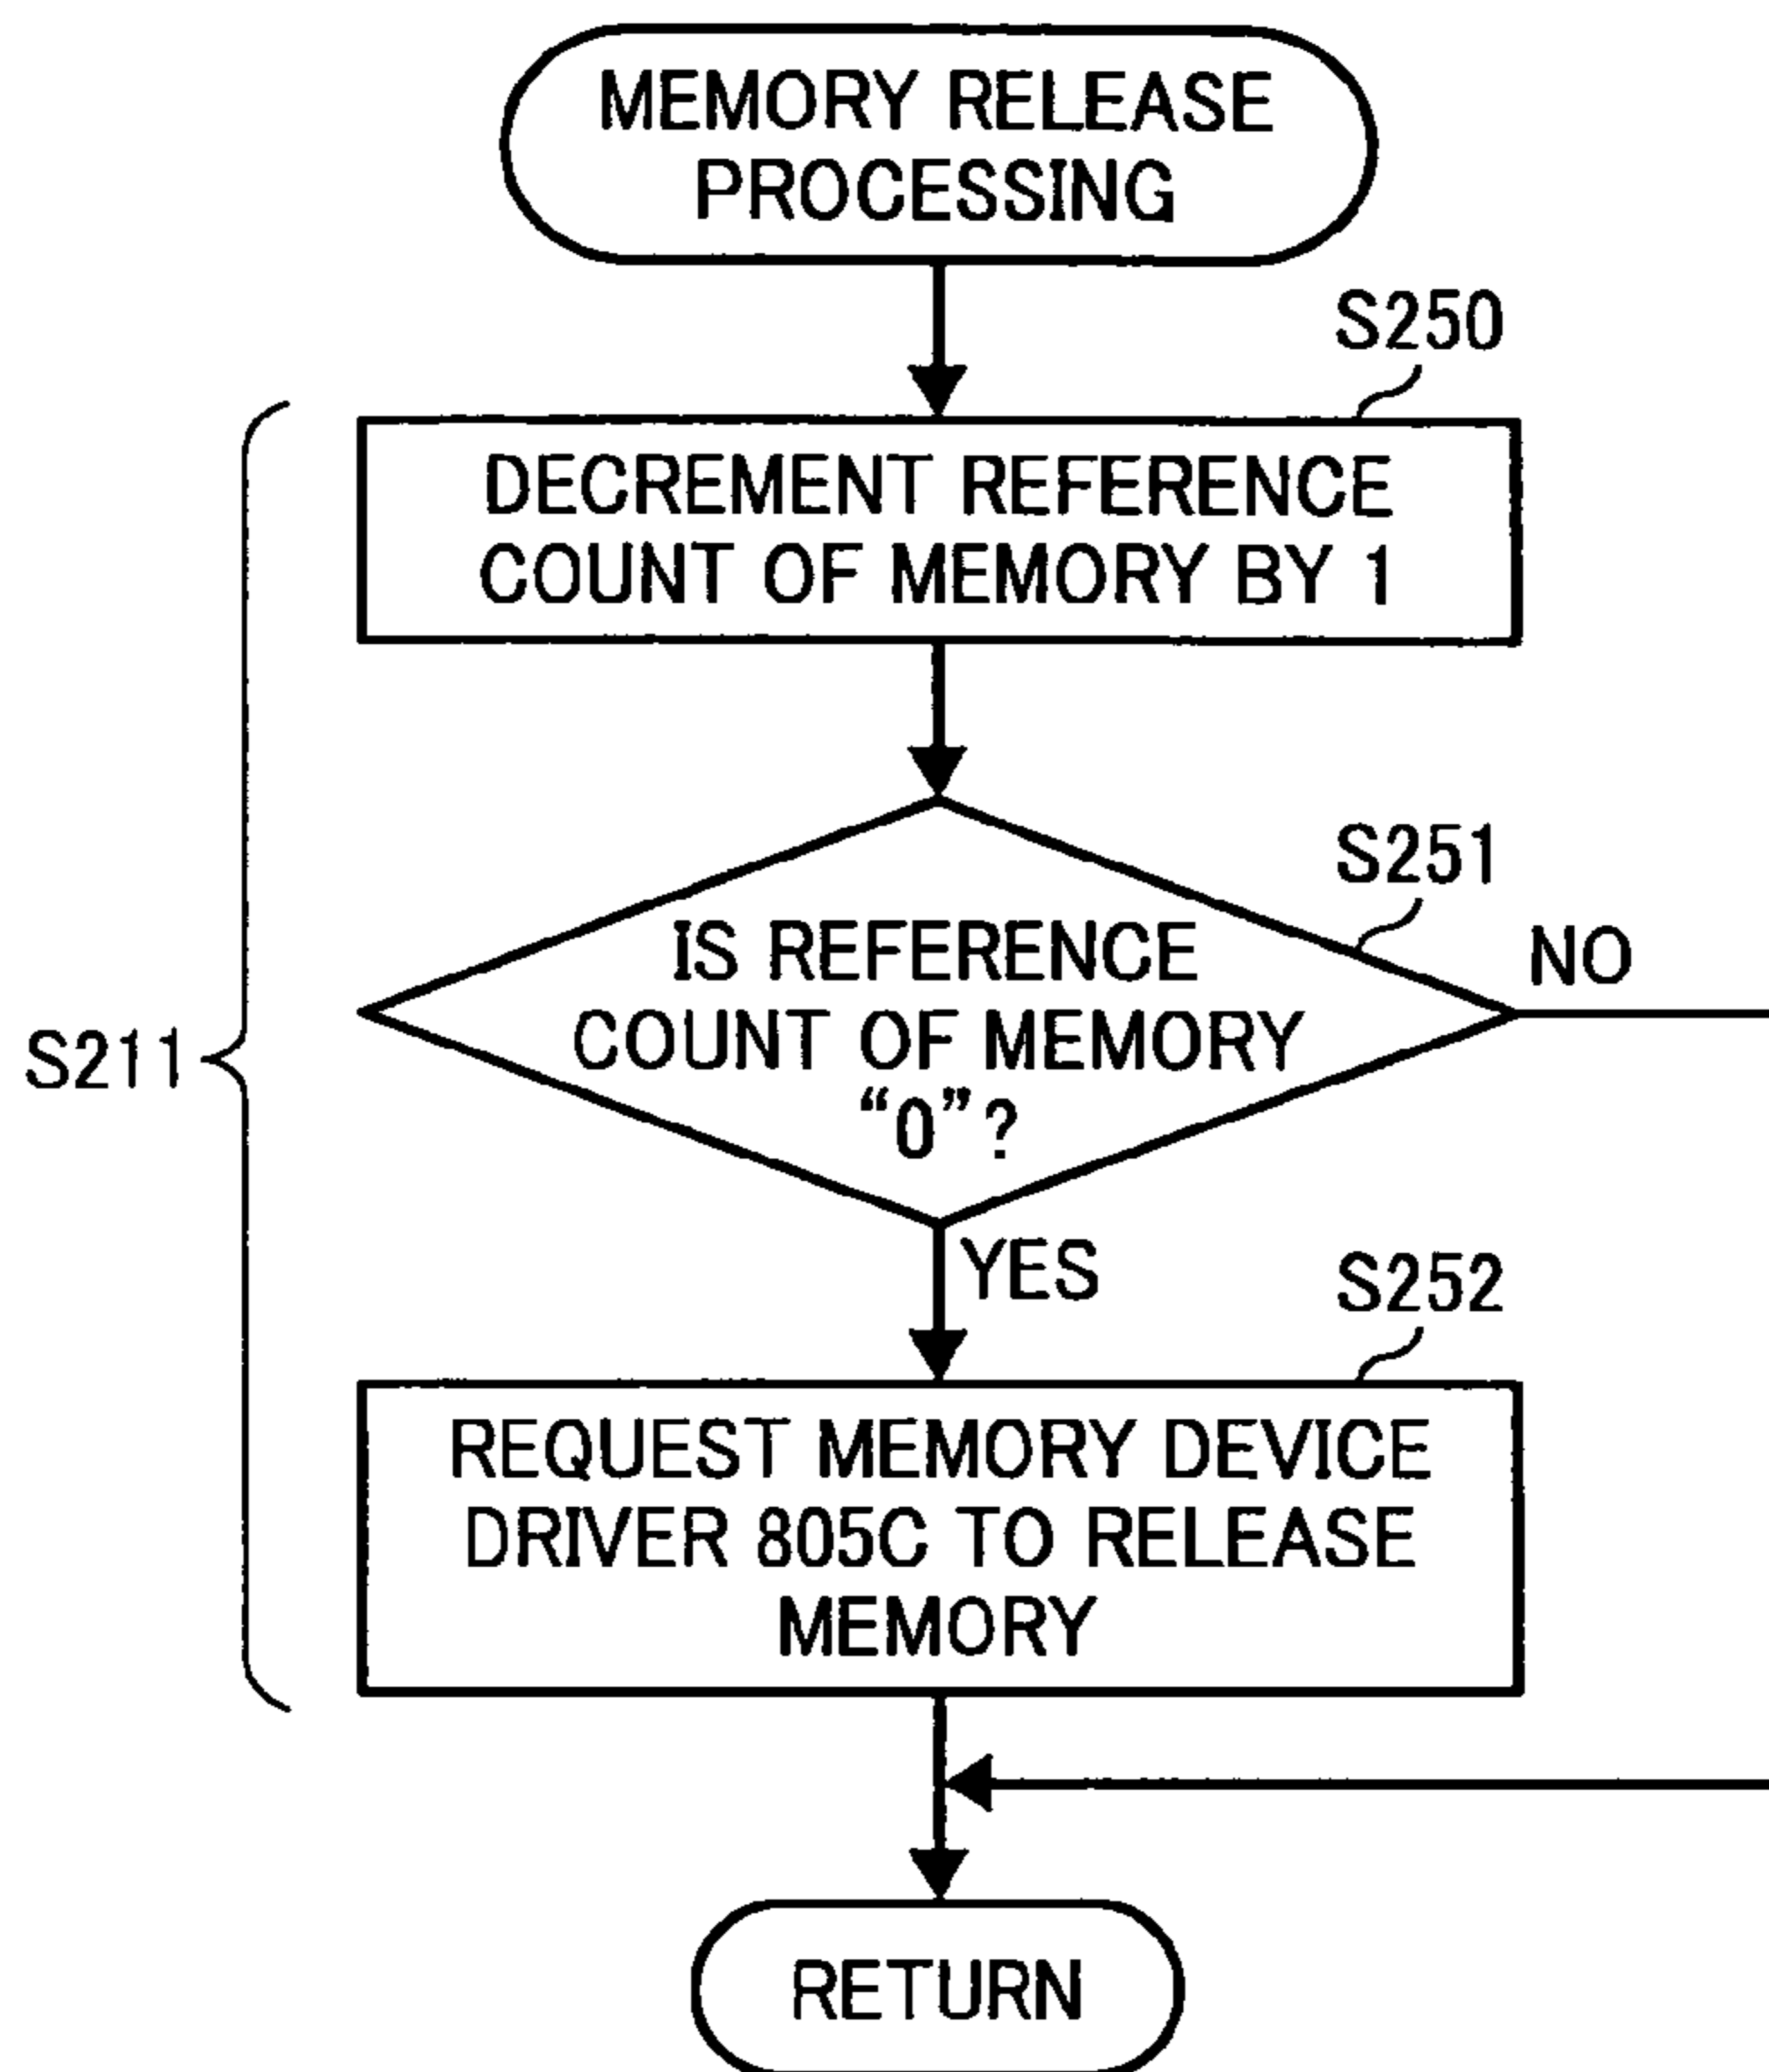 MEMORY RELEASE
PROCESSING
S250
DECREMENT REFERENCE
COUNT OF MEMORY BY 1
S251
IS REFERENCE
COUNT OF MEMORY
“0”?
NO
S211
YES
S252
REQUEST MEMORY DEVICE
DRIVER 805C TO RELEASE
MEMORY
RETURN